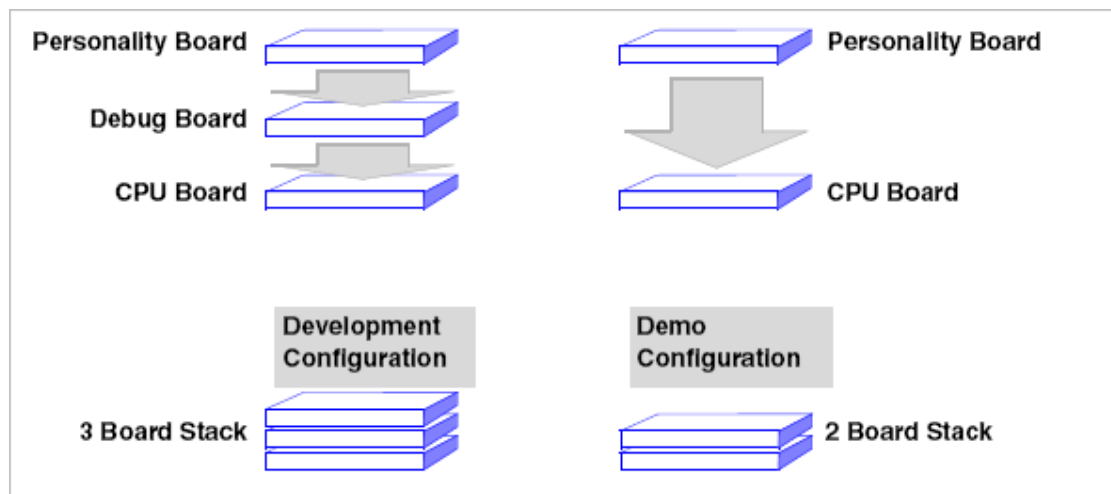 Personality Board
Personality Board
Debug Board
CPU Board
CPU Board
Development
Configuration
Demo
Configuration
3 Board Stack
2 Board Stack